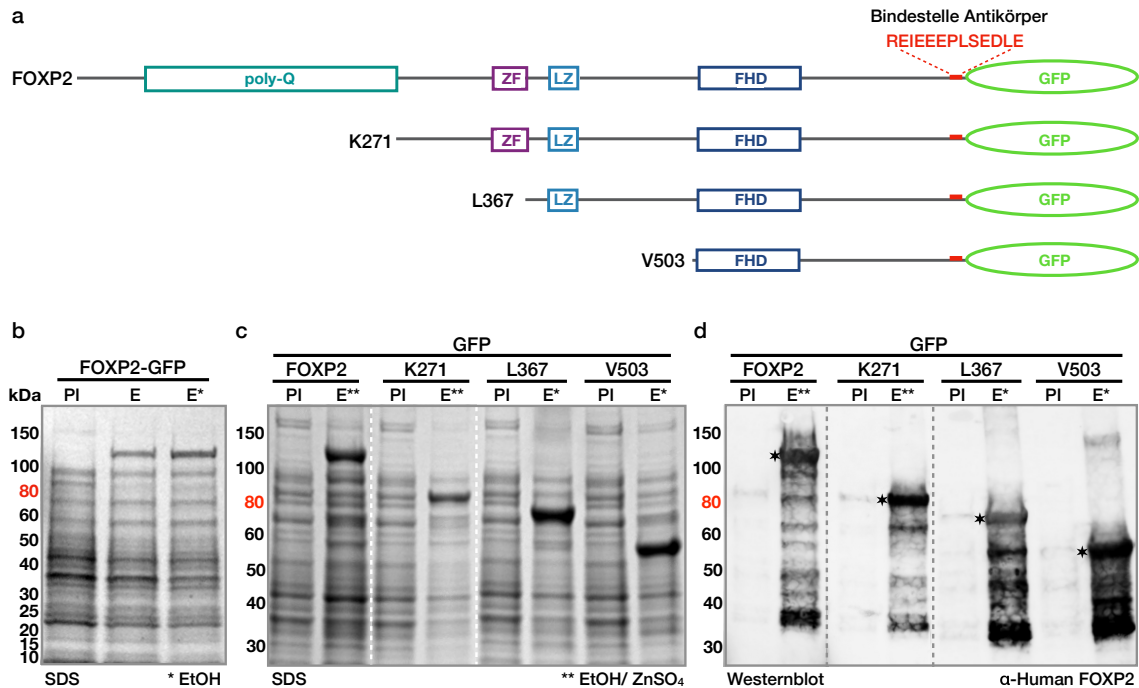 a
Bindestelle Antikörper
REIEEEPLSEDLE
FOXP2 poly-Q ZF LZ FHD GFP
K271 ZF LZ FHD GFP
L367 LZ FHD GFP
V503 FHD GFP
b
FOXP2-GFP
kDa PI E E*
150
100
80
60
50
40
30
25
20
15
10
SDS * EtOH
c
GFP
FOXP2 K271 L367 V503
PI E** PI E** PI E* PI E*
150
100
80
60
50
40
30
SDS ** EtOH/ ZnSO₄
d
GFP
FOXP2 K271 L367 V503
PI E** PI E** PI E* PI E*
150
100
80
60
50
40
30
Westernblot α-Human FOXP2